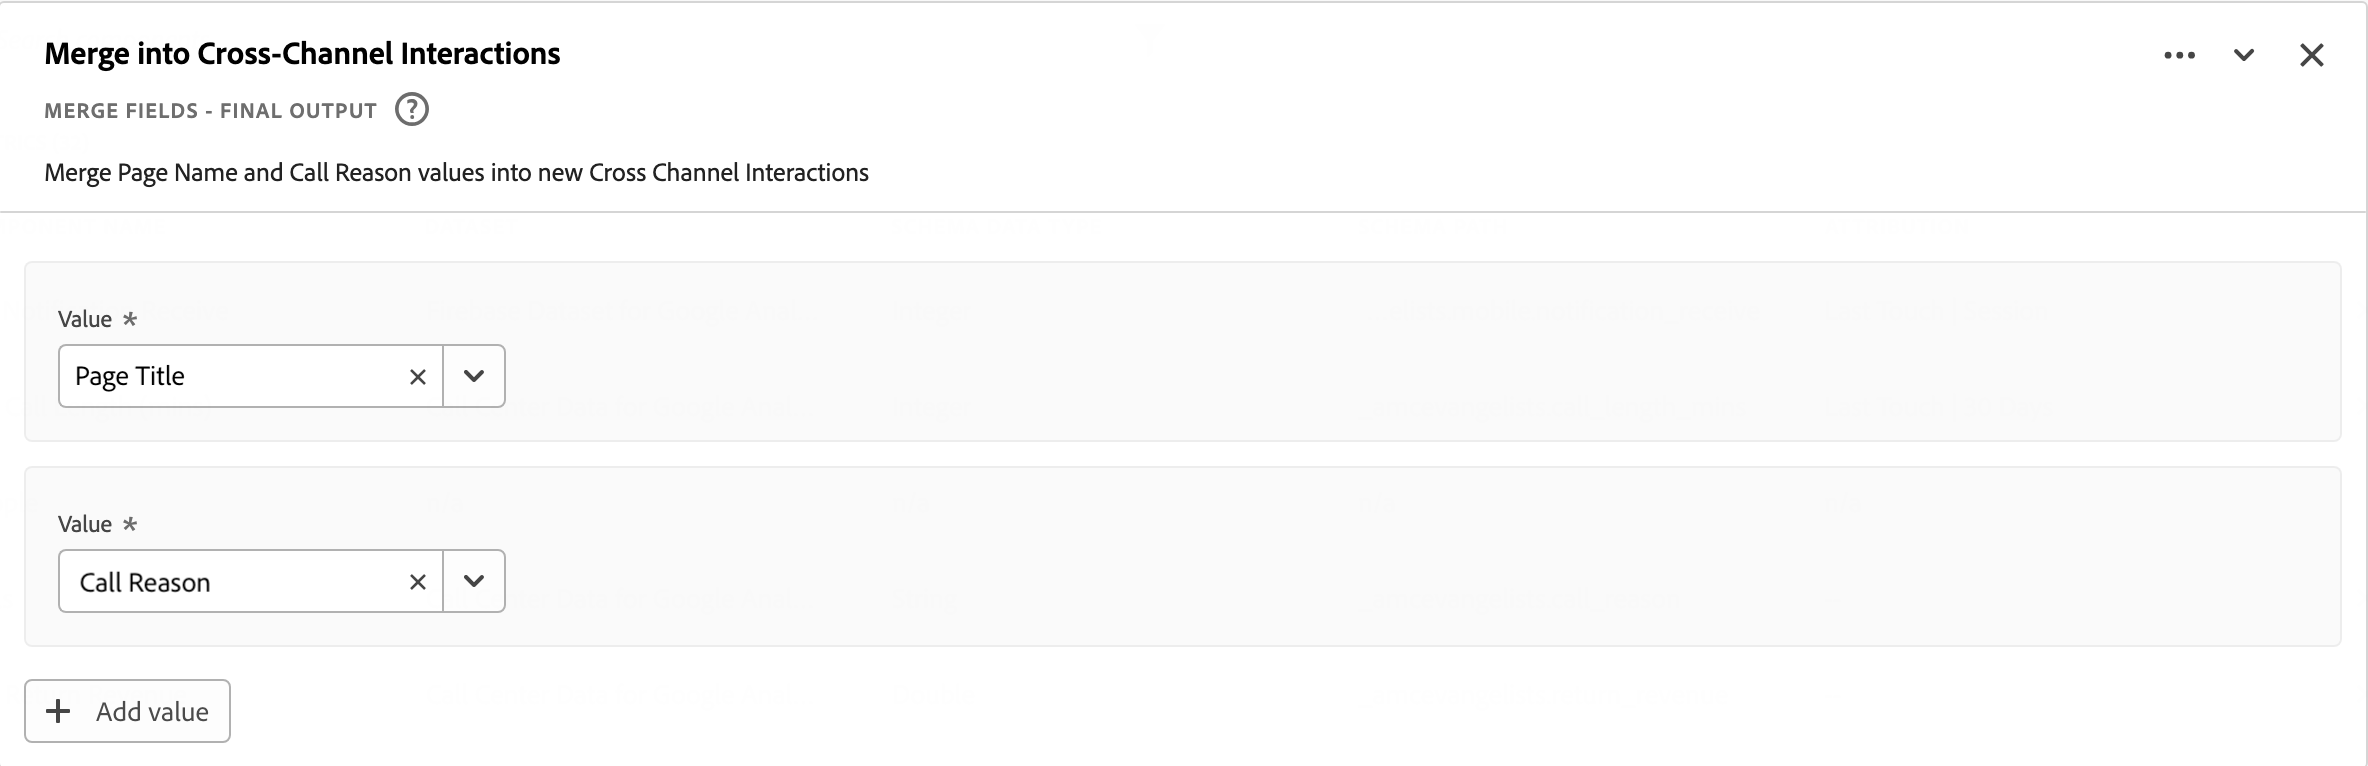 Merge into Cross-Channel Interactions
MERGE FIELDS - FINAL OUTPUT
Merge Page Name and Call Reason values into new Cross Channel Interactions
Value *
Page Title
Value *
Call Reason
Add value